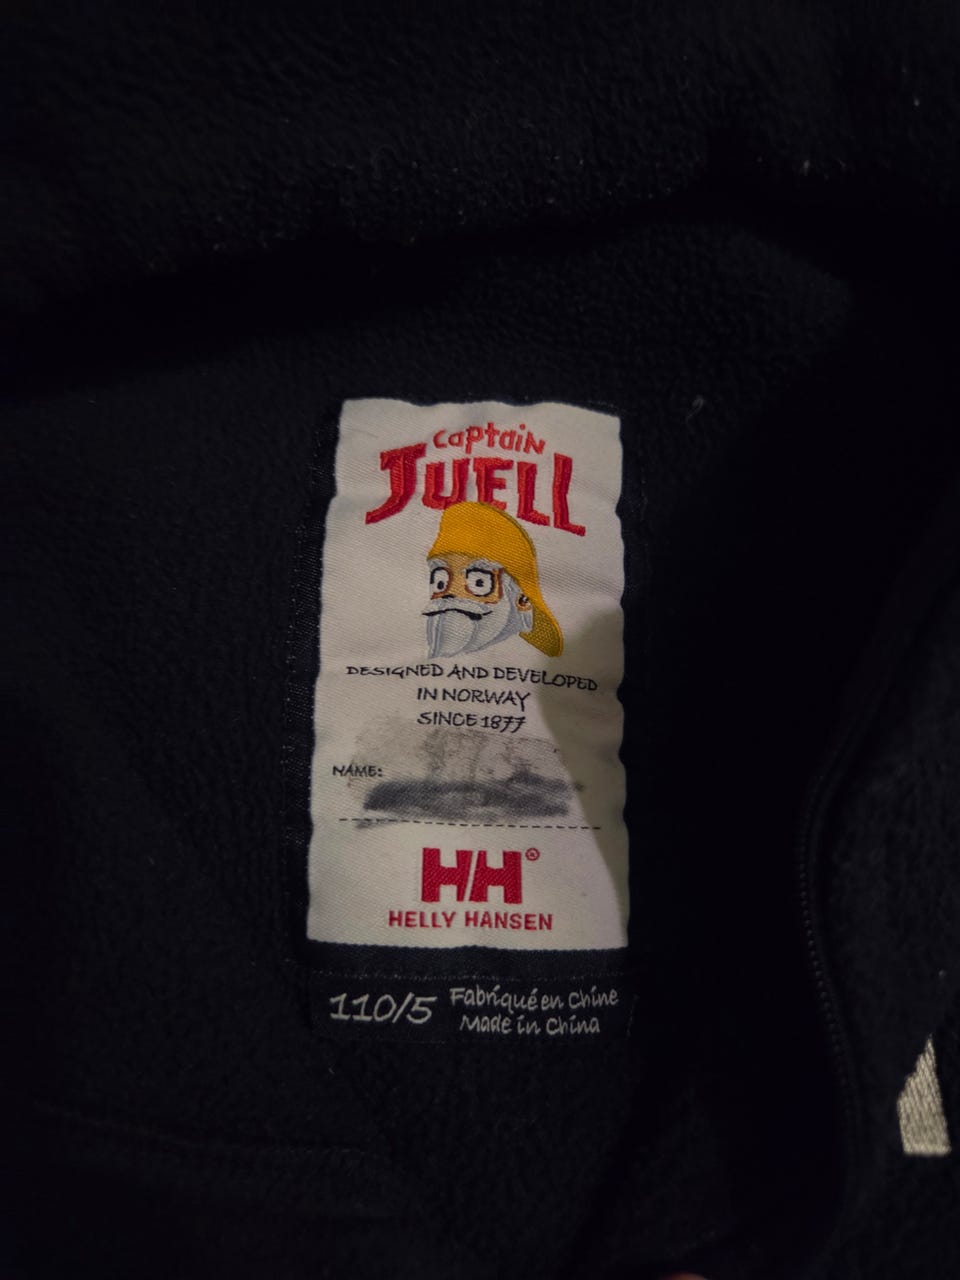 Captain
JUELL
DESIGNED AND DEVELOPED
IN NORWAY
SINCE 1877
NAME:
HH®
HELLY HANSEN
110/5 Fabriqué en Chine
Made in China